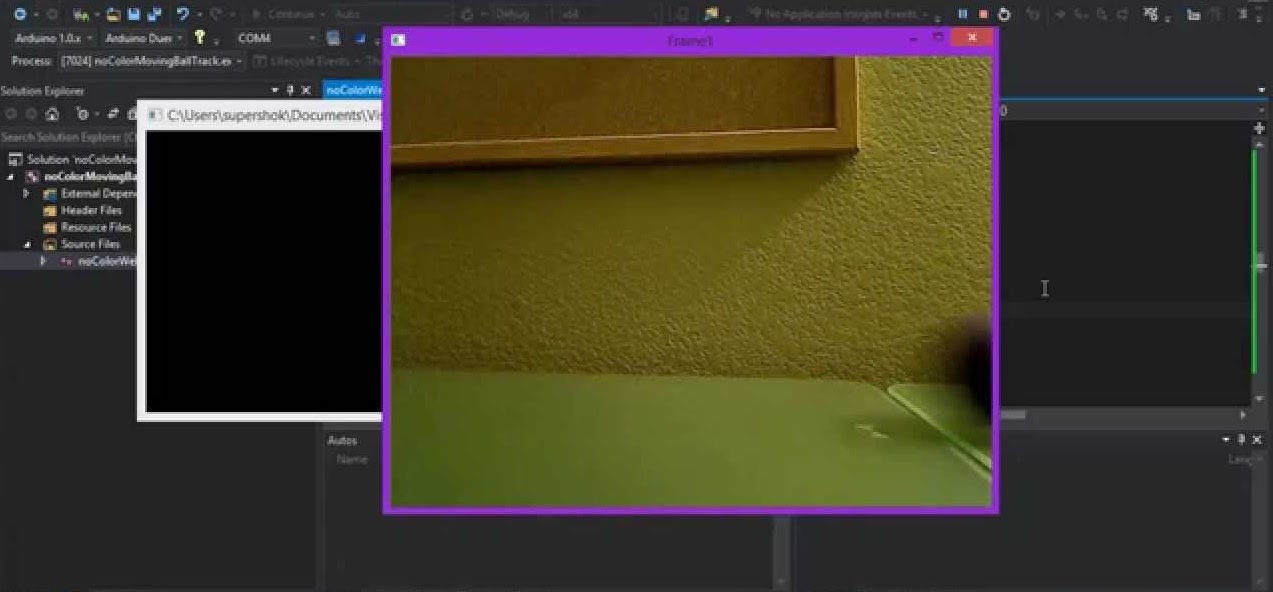 Continue Auto Debug x64 No Application Insights Events
Arduino 1.0.x Arduino Due COM4
Process: [7024] noColorMovingBallTrack.ex Lifecycle Events
Frame1
Solution Explorer
noColorWe
C:\Users\supershok\Documents\Vis
Search Solution Explorer (C
Solution 'noColorMov
noColorMovingBa
External Depen
Header Files
Resource Files
Source Files
noColorWe
Autos
Name
Lang